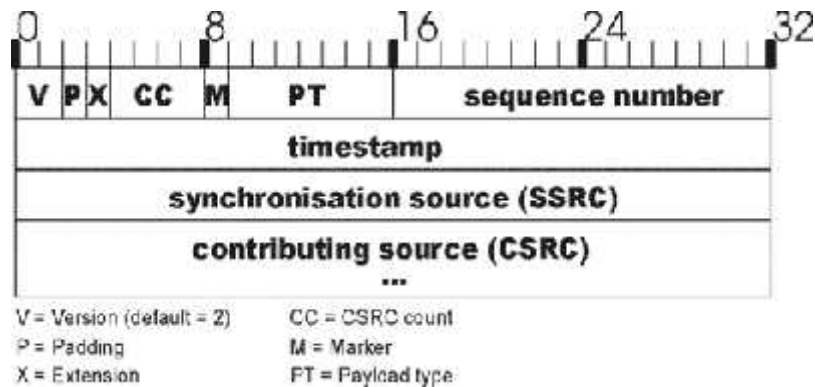 0 8 16 24 32
V P X CC M PT sequence number
timestamp
synchronisation source (SSRC)
contributing source (CSRC)
...
V = Version (default = 2) CC = CSRC count
P = Padding M = Marker
X = Extension PT = Payload type